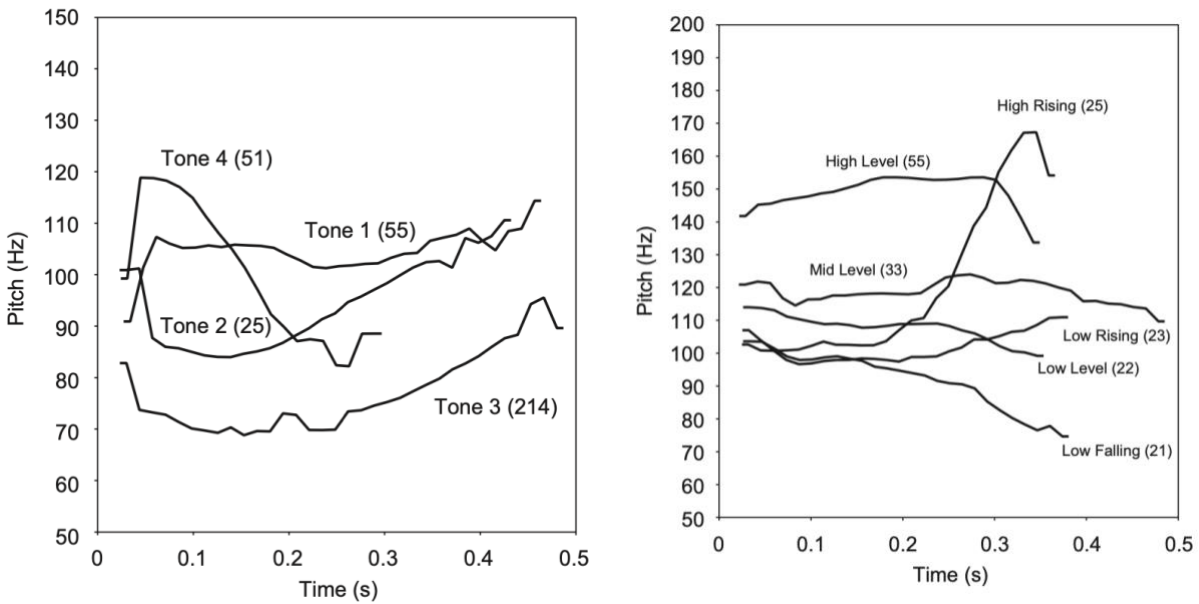 150
140
130
120
110
100
90
80
70
60
50
Pitch (Hz)
Tone 4 (51)
Tone 1 (55)
Tone 2 (25)
Tone 3 (214)
0 0.1 0.2 0.3 0.4 0.5
Time (s)
200
190
180
170
160
150
140
130
120
110
100
90
80
70
60
50
Pitch (Hz)
High Rising (25)
High Level (55)
Mid Level (33)
Low Rising (23)
Low Level (22)
Low Falling (21)
0 0.1 0.2 0.3 0.4 0.5
Time (s)